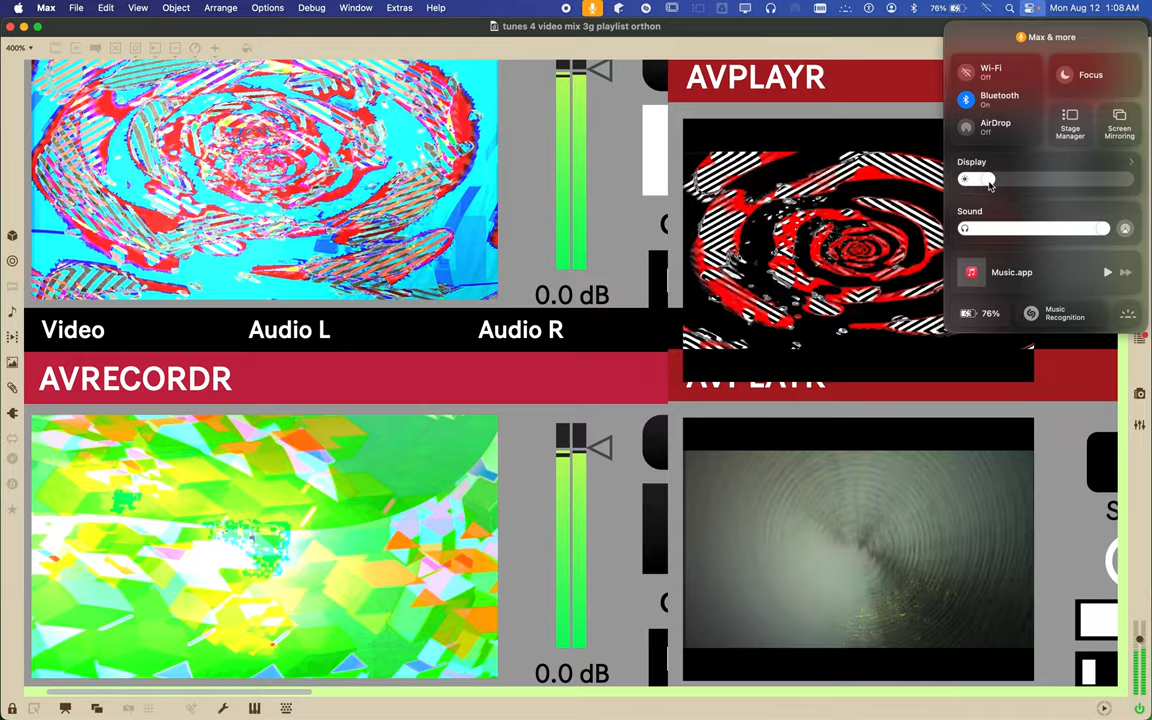 Max File Edit View Object Arrange Options Debug Window Extras Help
76% Mon Aug 12 1:08 AM
tunes 4 video mix 3g playlist orthon
400%
Max & more
Wi-Fi
Off
Focus
Bluetooth
On
AirDrop
Off
Stage
Manager
Screen
Mirroring
Display
Sound
Music.app
76%
Music
Recognition
AVPLAYR
0.0 dB
Video Audio L Audio R
AVRECORDR
AVPLAYR
0.0 dB